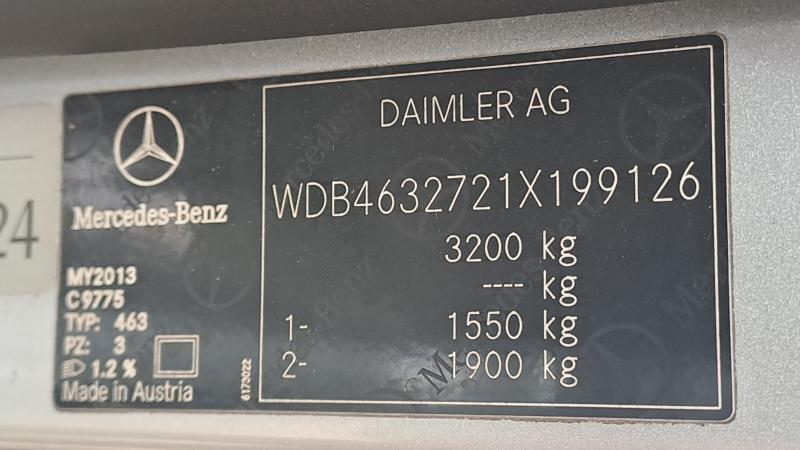 24
Mercedes-Benz
MY2013
C9775
TYP: 463
PZ: 3
1.2 %
Made in Austria
6173022
DAIMLER AG
WDB4632721X199126
3200 kg
---- kg
1- 1550 kg
2- 1900 kg